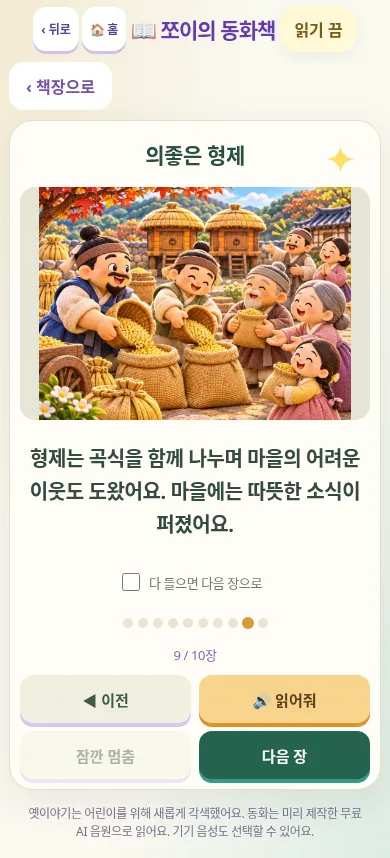 ‹ 뒤로
🏠 홈
📖 쪼이의 동화책
읽기 끔
‹ 책장으로
의좋은 형제
형제는 곡식을 함께 나누며 마을의 어려운
이웃도 도왔어요. 마을에는 따뜻한 소식이
퍼졌어요.
다 들으면 다음 장으로
9 / 10장
◀ 이전
🔊 읽어줘
잠깐 멈춤
다음 장
옛이야기는 어린이를 위해 새롭게 각색했어요. 동화는 미리 제작한 무료
AI 음원으로 읽어요. 기기 음성도 선택할 수 있어요.